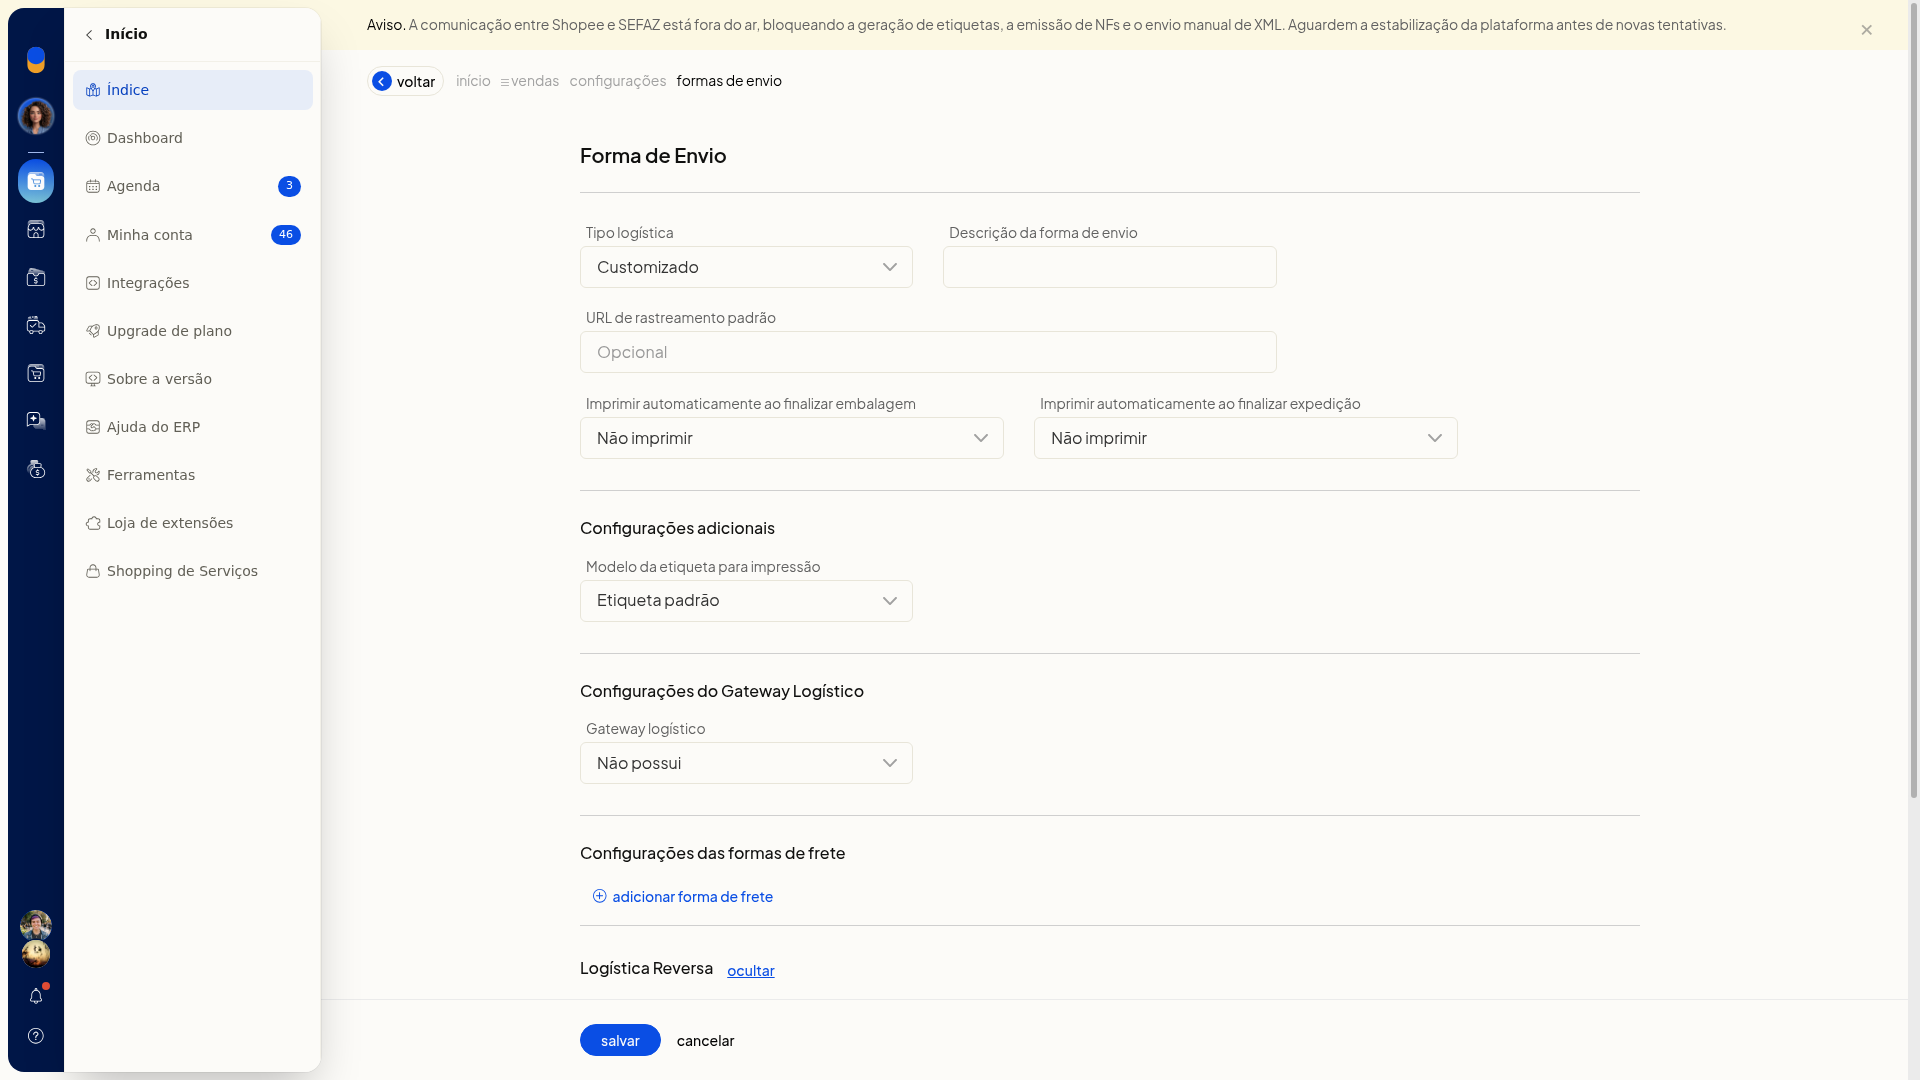 Início
Índice
Dashboard
Agenda 3
Minha conta 46
Integrações
Upgrade de plano
Sobre a versão
Ajuda do ERP
Ferramentas
Loja de extensões
Shopping de Serviços
Aviso. A comunicação entre Shopee e SEFAZ está fora do ar, bloqueando a geração de etiquetas, a emissão de NFs e o envio manual de XML. Aguardem a estabilização da plataforma antes de novas tentativas.
voltar início vendas configurações formas de envio
Forma de Envio
Tipo logística Descrição da forma de envio
Customizado
URL de rastreamento padrão
Opcional
Imprimir automaticamente ao finalizar embalagem Imprimir automaticamente ao finalizar expedição
Não imprimir Não imprimir
Configurações adicionais
Modelo da etiqueta para impressão
Etiqueta padrão
Configurações do Gateway Logístico
Gateway logístico
Não possui
Configurações das formas de frete
adicionar forma de frete
Logística Reversa ocultar
salvar cancelar